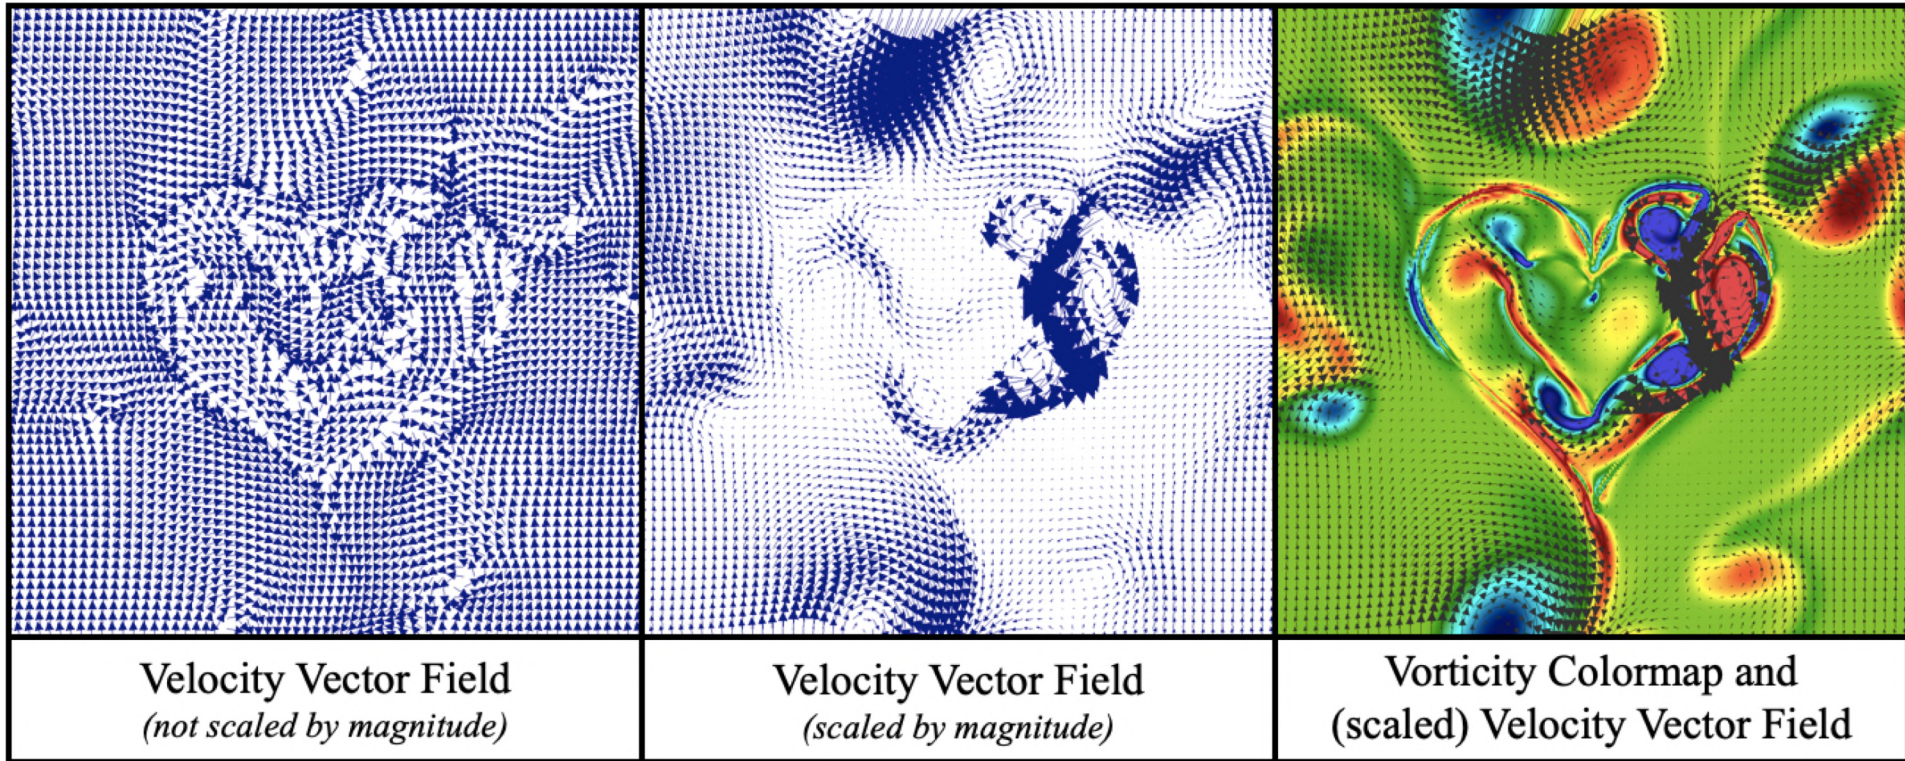 Velocity Vector Field
(not scaled by magnitude)
Velocity Vector Field
(scaled by magnitude)
Vorticity Colormap and
(scaled) Velocity Vector Field